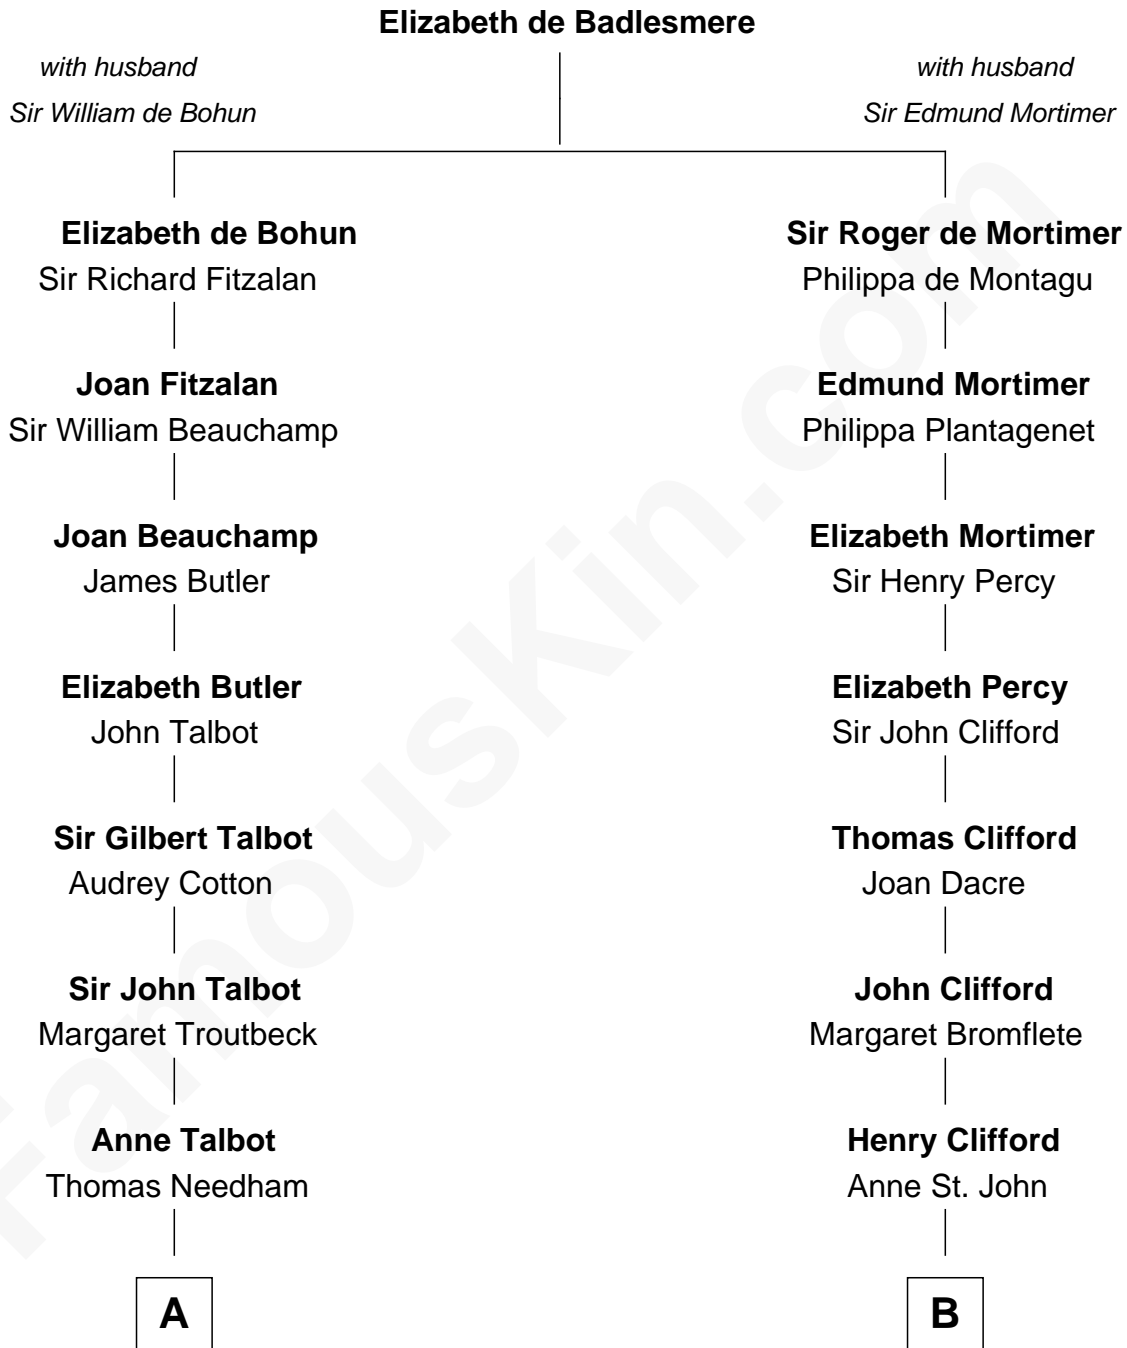 Elizabeth de Badlesmere
with husband
Sir William de Bohun
with husband
Sir Edmund Mortimer
Elizabeth de Bohun
Sir Richard Fitzalan
Sir Roger de Mortimer
Philippa de Montagu
Joan Fitzalan
Sir William Beauchamp
Edmund Mortimer
Philippa Plantagenet
Joan Beauchamp
James Butler
Elizabeth Mortimer
Sir Henry Percy
Elizabeth Butler
John Talbot
Elizabeth Percy
Sir John Clifford
Sir Gilbert Talbot
Audrey Cotton
Thomas Clifford
Joan Dacre
Sir John Talbot
Margaret Troutbeck
John Clifford
Margaret Bromflete
Anne Talbot
Thomas Needham
Henry Clifford
Anne St. John
A
B
FamousKin.com